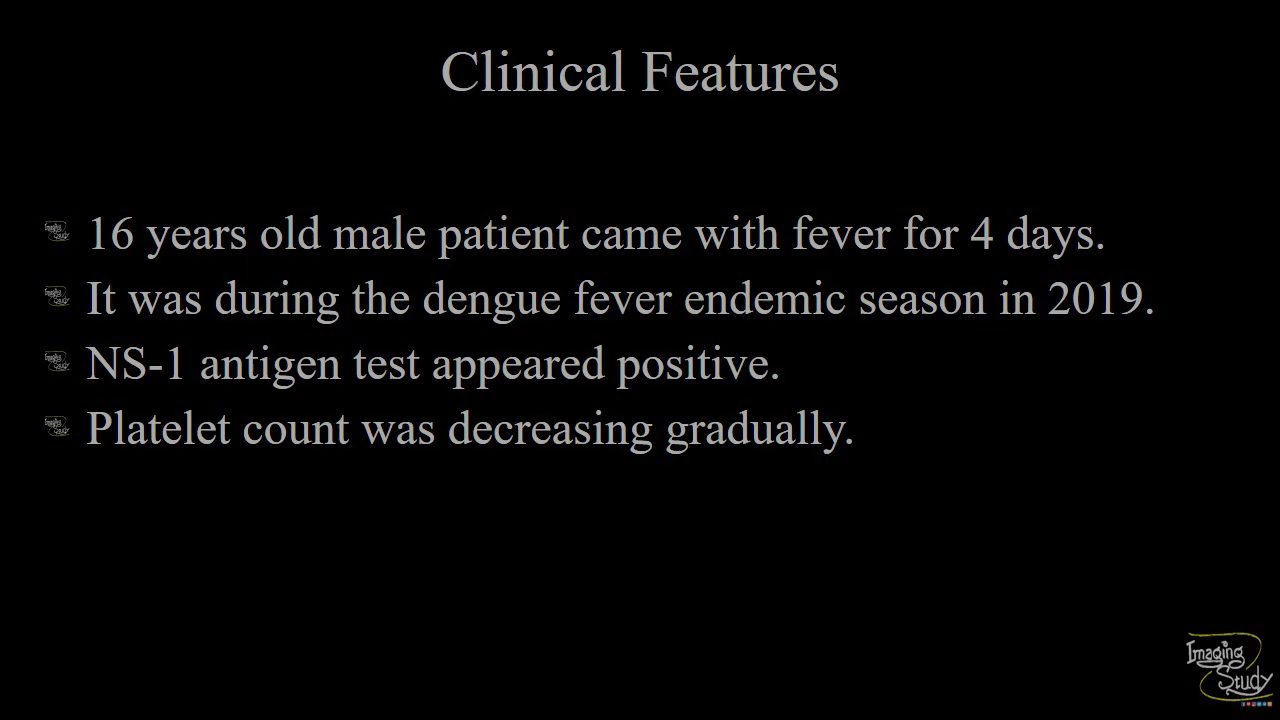 Clinical Features
16 years old male patient came with fever for 4 days.
It was during the dengue fever endemic season in 2019.
NS-1 antigen test appeared positive.
Platelet count was decreasing gradually.
Imaging
Study